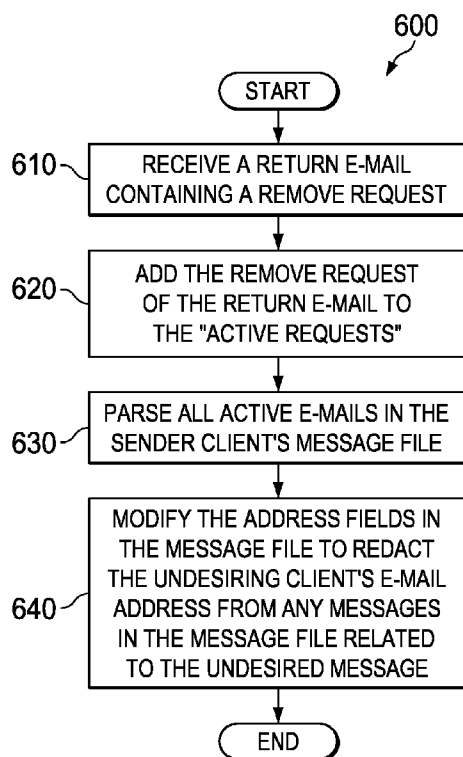 600
START
610
RECEIVE A RETURN E-MAIL
CONTAINING A REMOVE REQUEST
620
ADD THE REMOVE REQUEST
OF THE RETURN E-MAIL TO
THE "ACTIVE REQUESTS"
630
PARSE ALL ACTIVE E-MAILS IN THE
SENDER CLIENT'S MESSAGE FILE
640
MODIFY THE ADDRESS FIELDS IN
THE MESSAGE FILE TO REDACT
THE UNDESIRING CLIENT'S E-MAIL
ADDRESS FROM ANY MESSAGES
IN THE MESSAGE FILE RELATED
TO THE UNDESIRED MESSAGE
END